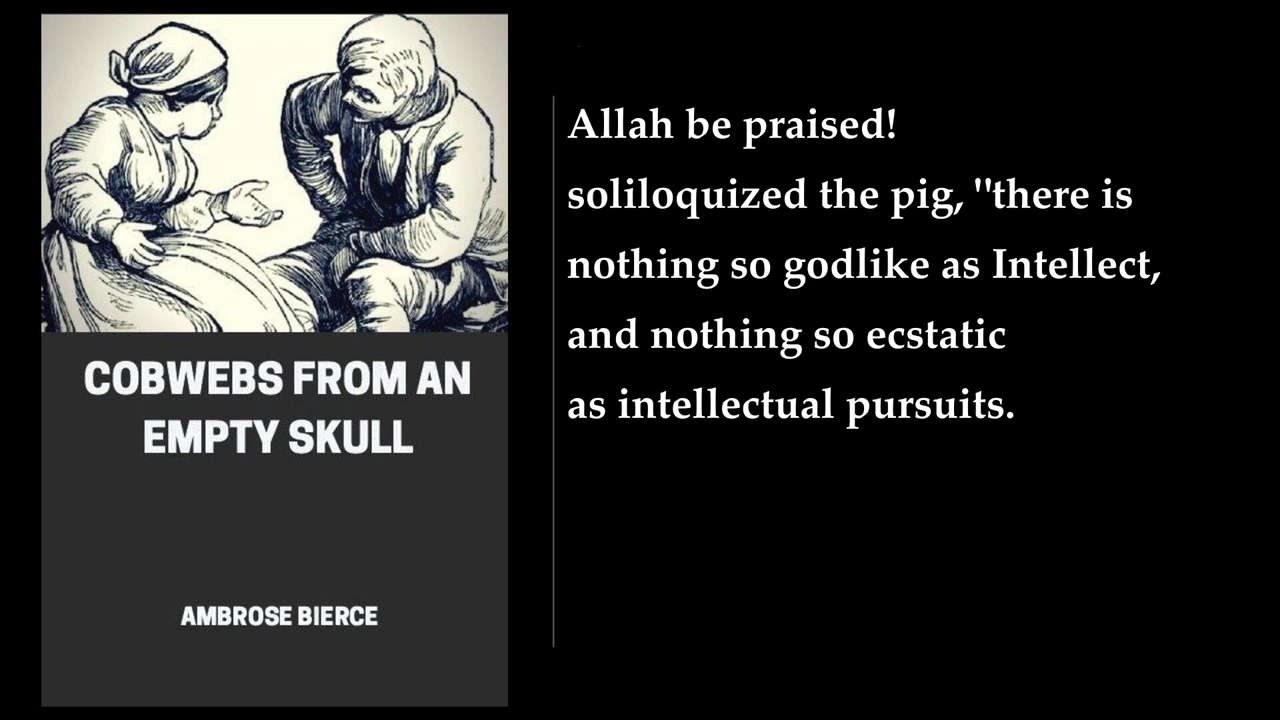 COBWEBS FROM AN
EMPTY SKULL
AMBROSE BIERCE
Allah be praised!
soliloquized the pig, "there is
nothing so godlike as Intellect,
and nothing so ecstatic
as intellectual pursuits.